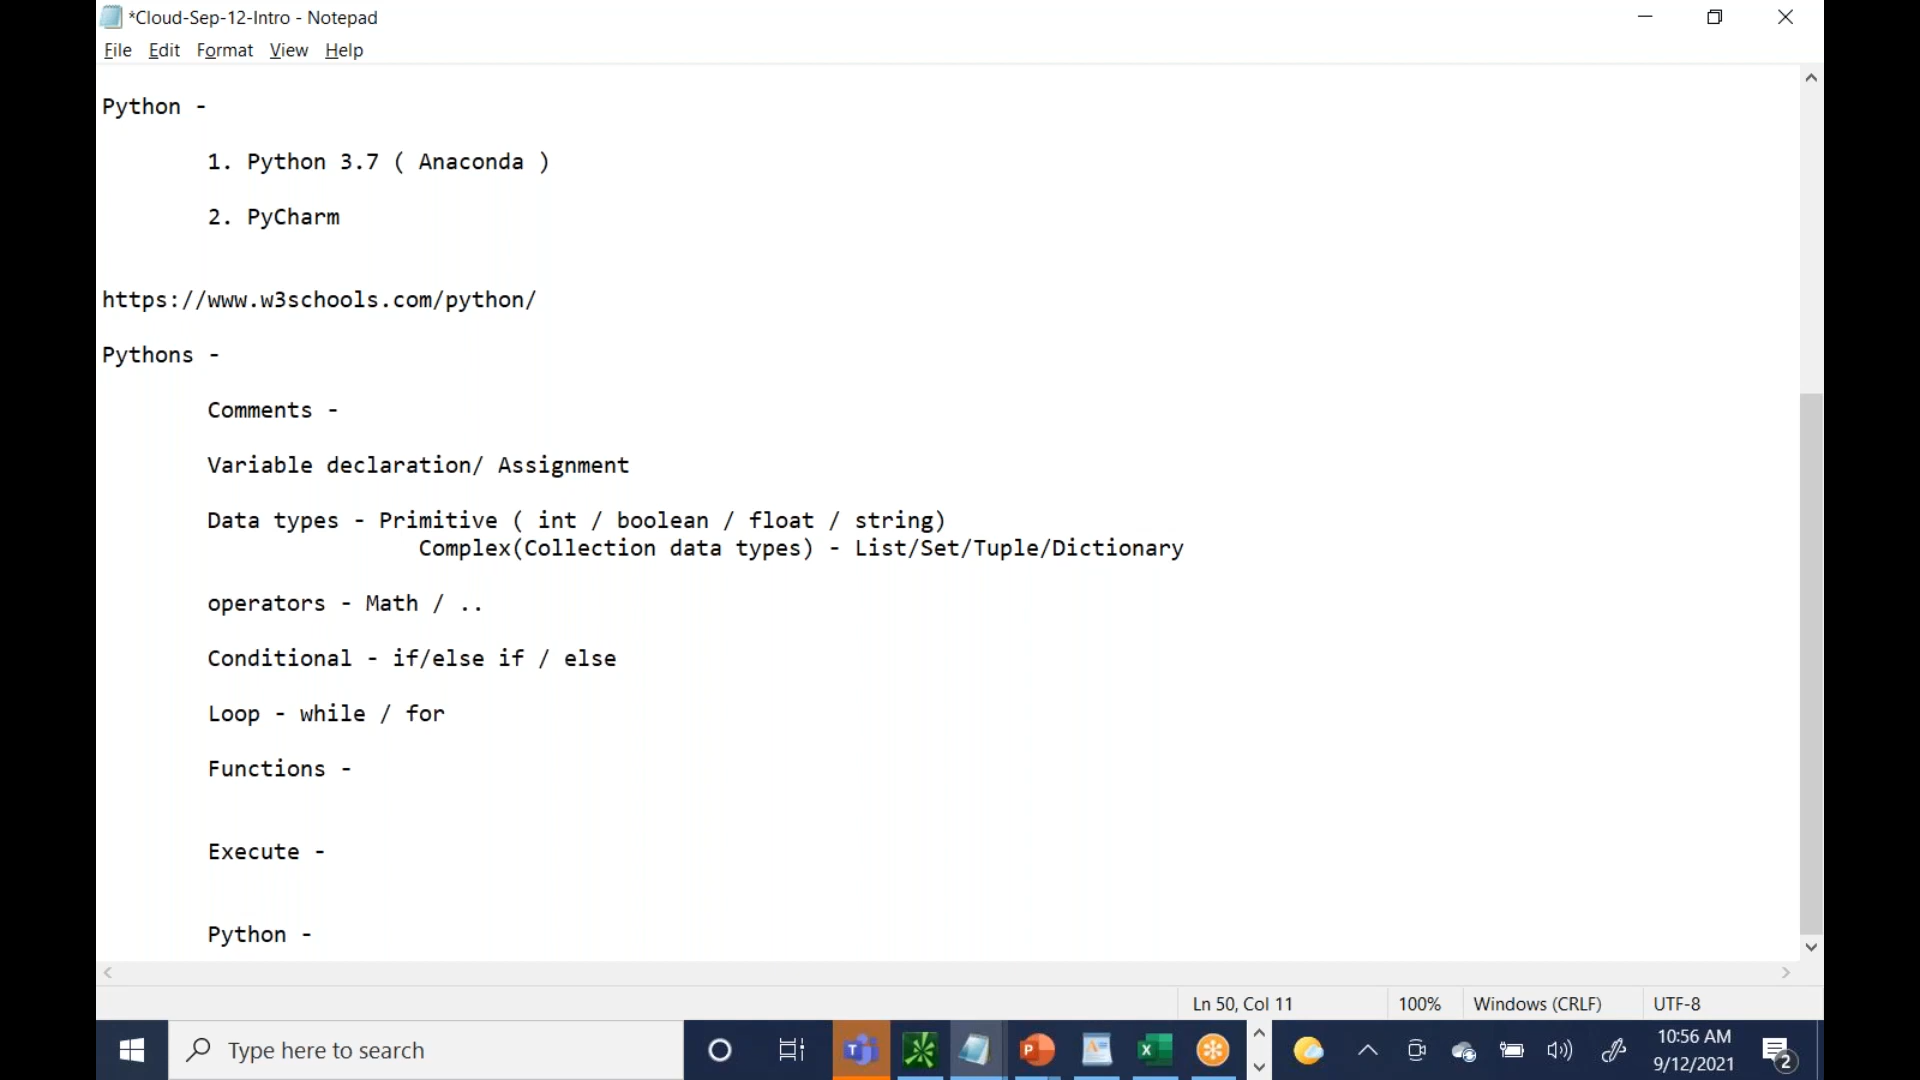 *Cloud-Sep-12-Intro - Notepad
File Edit Format View Help
Python -
1. Python 3.7 ( Anaconda )
2. PyCharm
https://www.w3schools.com/python/
Pythons -
Comments -
Variable declaration/ Assignment
Data types - Primitive ( int / boolean / float / string)
Complex(Collection data types) - List/Set/Tuple/Dictionary
operators - Math / ..
Conditional - if/else if / else
Loop - while / for
Functions -
Execute -
Python -
Ln 50, Col 11 100% Windows (CRLF) UTF-8
Type here to search
10:56 AM
9/12/2021
2